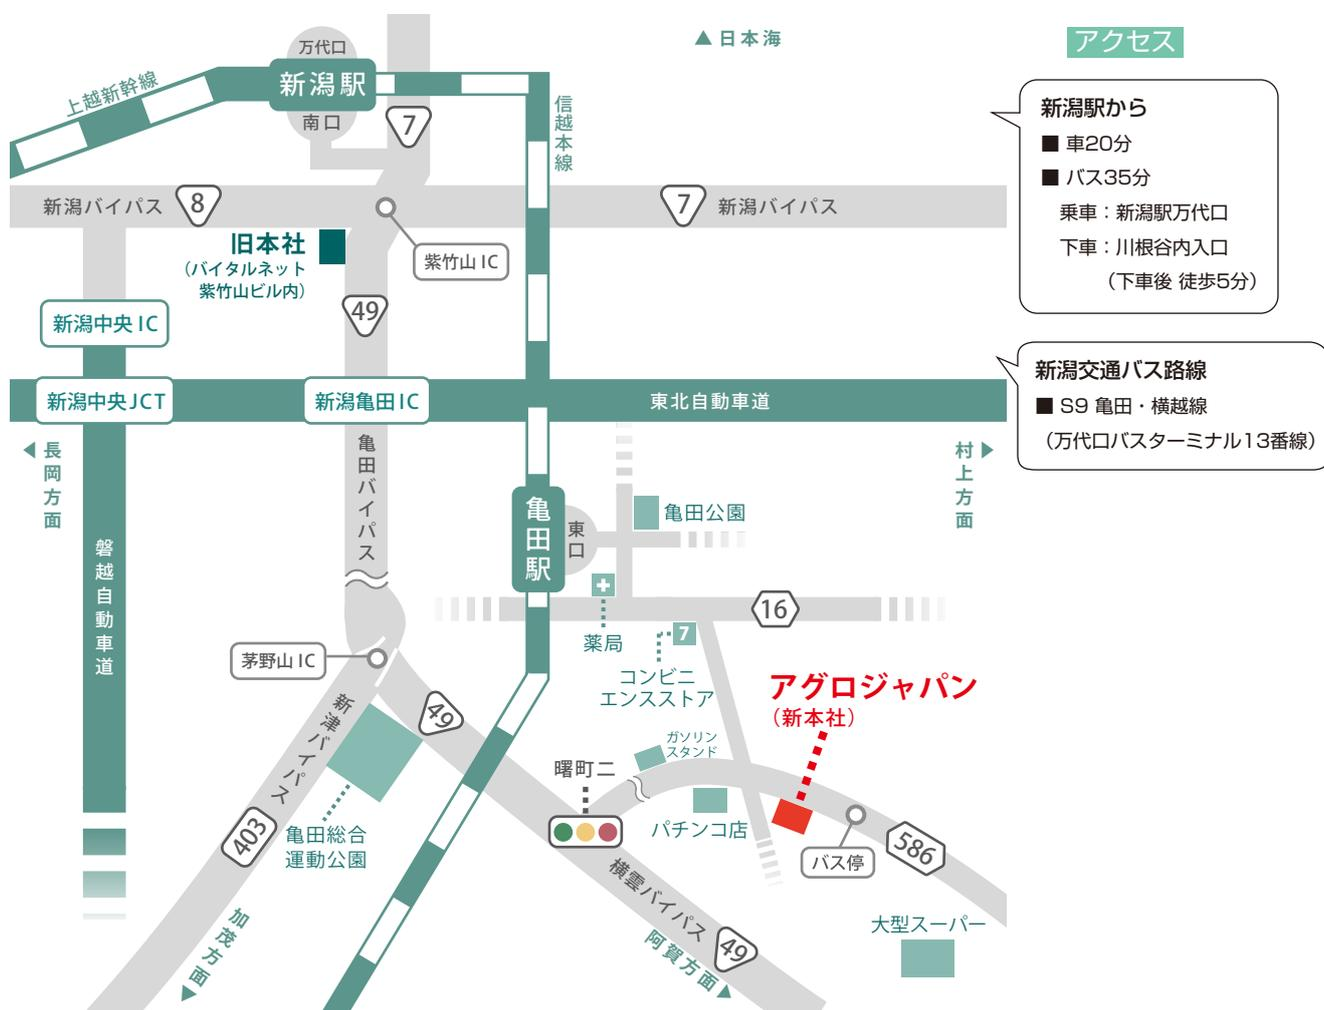 ▲日本海
アクセス
上越新幹線
万代口
新潟駅
南口
7
信越本線
新潟駅から
■ 車20分
■ バス35分
乗車：新潟駅万代口
下車：川根谷内入口
（下車後 徒歩5分）
新潟バイパス
8
7
新潟バイパス
旧本社
（バイタルネット
紫竹山ビル内）
紫竹山IC
49
新潟中央IC
新潟中央JCT
新潟亀田IC
東北自動車道
新潟交通バス路線
■ S9 亀田・横越線
（万代口バスターミナル13番線）
◀長岡方面
村上方面▶
亀田バイパス
磐越自動車道
亀田駅
東口
亀田公園
薬局
16
7
コンビニ
エンスストア
茅野山IC
新津バイパス
49
403
亀田総合
運動公園
アグロジャパン
（新本社）
ガソリン
スタンド
曙町二
パチンコ店
バス停
586
横雲バイパス
49
大型スーパー
加茂方面▶
阿賀方面▶